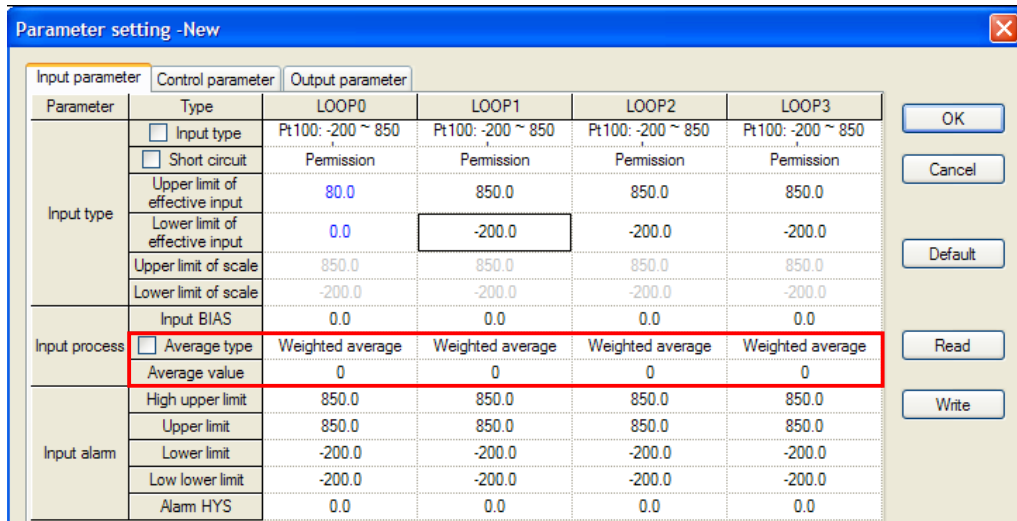 Parameter setting -New
Input parameter Control parameter Output parameter
Parameter Type LOOP0 LOOP1 LOOP2 LOOP3
OK
Input type Pt100: -200 ~ 850 Pt100: -200 ~ 850 Pt100: -200 ~ 850 Pt100: -200 ~ 850
Short circuit Permission Permission Permission Permission
Cancel
Upper limit of
effective input 80.0 850.0 850.0 850.0
Input type
Lower limit of
effective input 0.0 -200.0 -200.0 -200.0
Default
Upper limit of scale 850.0 850.0 850.0 850.0
Lower limit of scale -200.0 -200.0 -200.0 -200.0
Input BIAS 0.0 0.0 0.0 0.0
Input process Average type Weighted average Weighted average Weighted average Weighted average
Read
Average value 0 0 0 0
High upper limit 850.0 850.0 850.0 850.0
Write
Upper limit 850.0 850.0 850.0 850.0
Input alarm Lower limit -200.0 -200.0 -200.0 -200.0
Low lower limit -200.0 -200.0 -200.0 -200.0
Alarm HYS 0.0 0.0 0.0 0.0